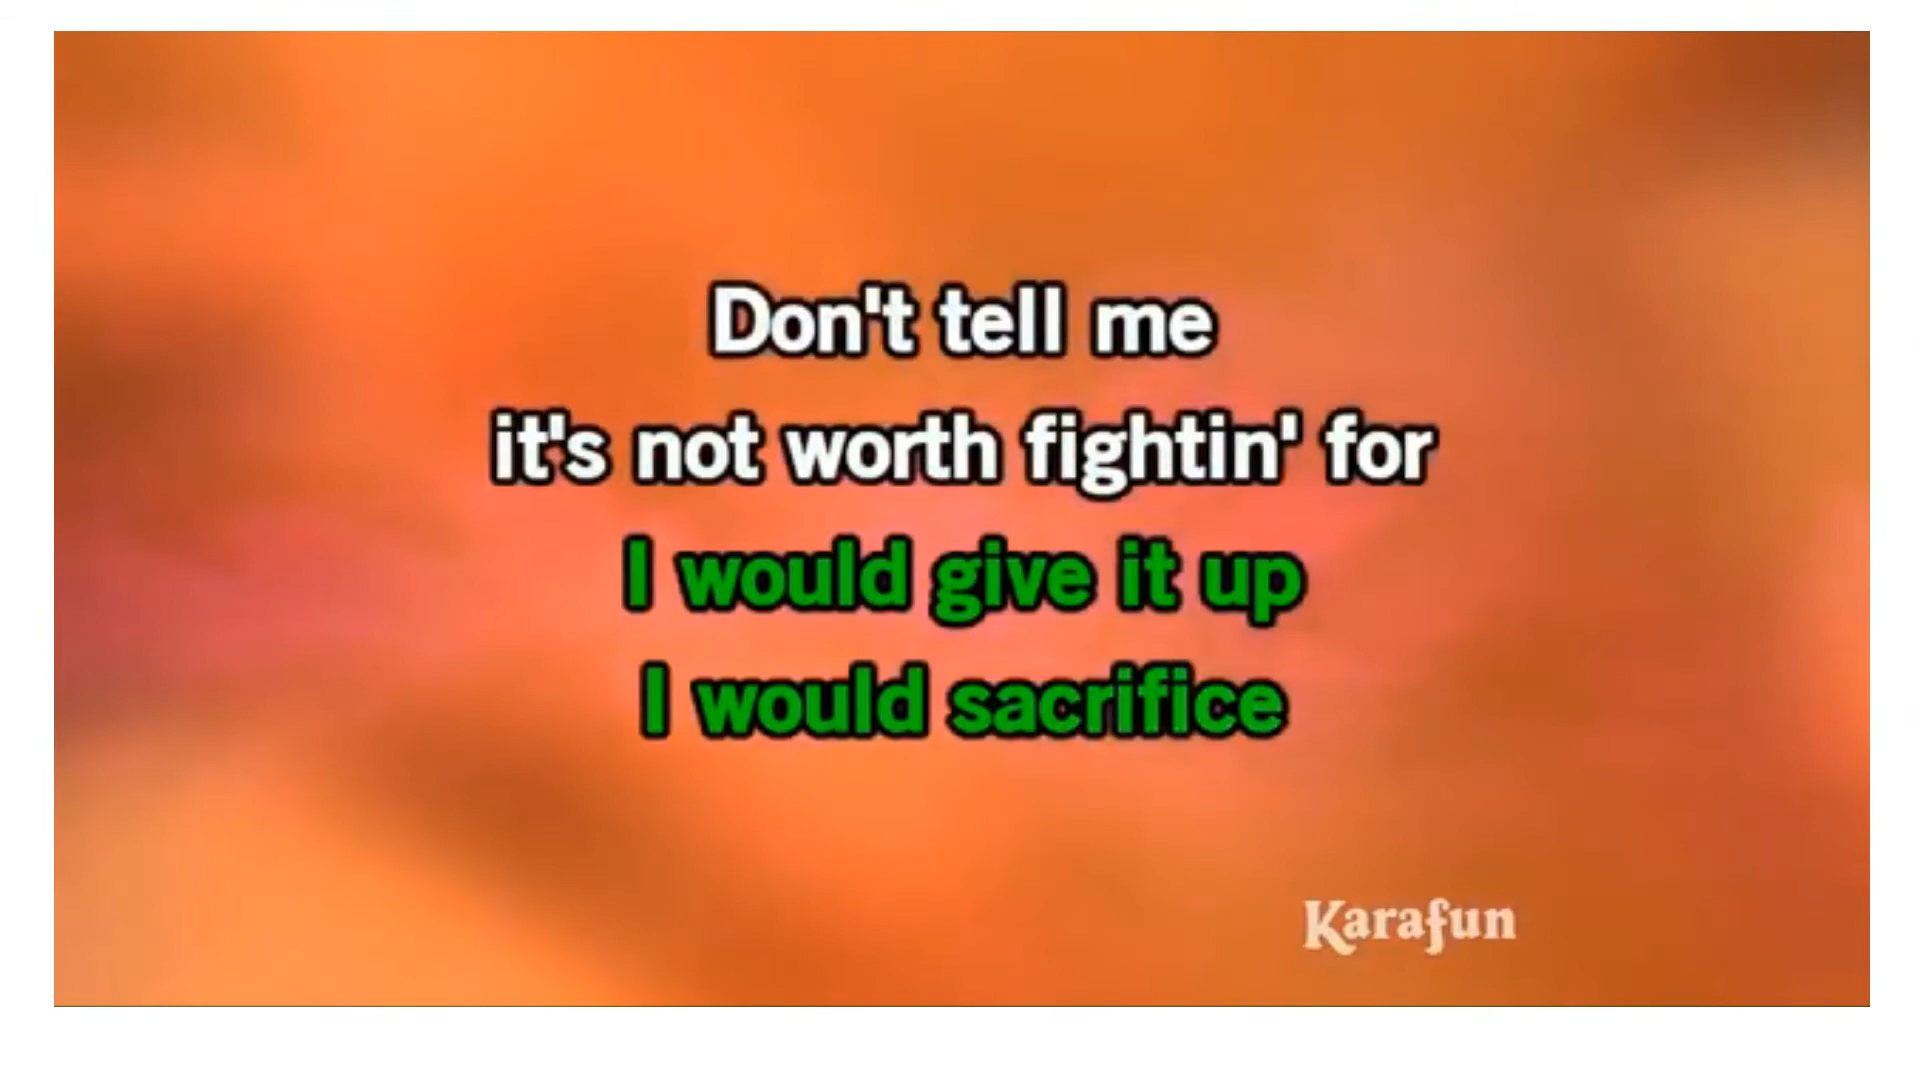 Don't tell me
it's not worth fightin' for
I would give it up
I would sacrifice
Karafun